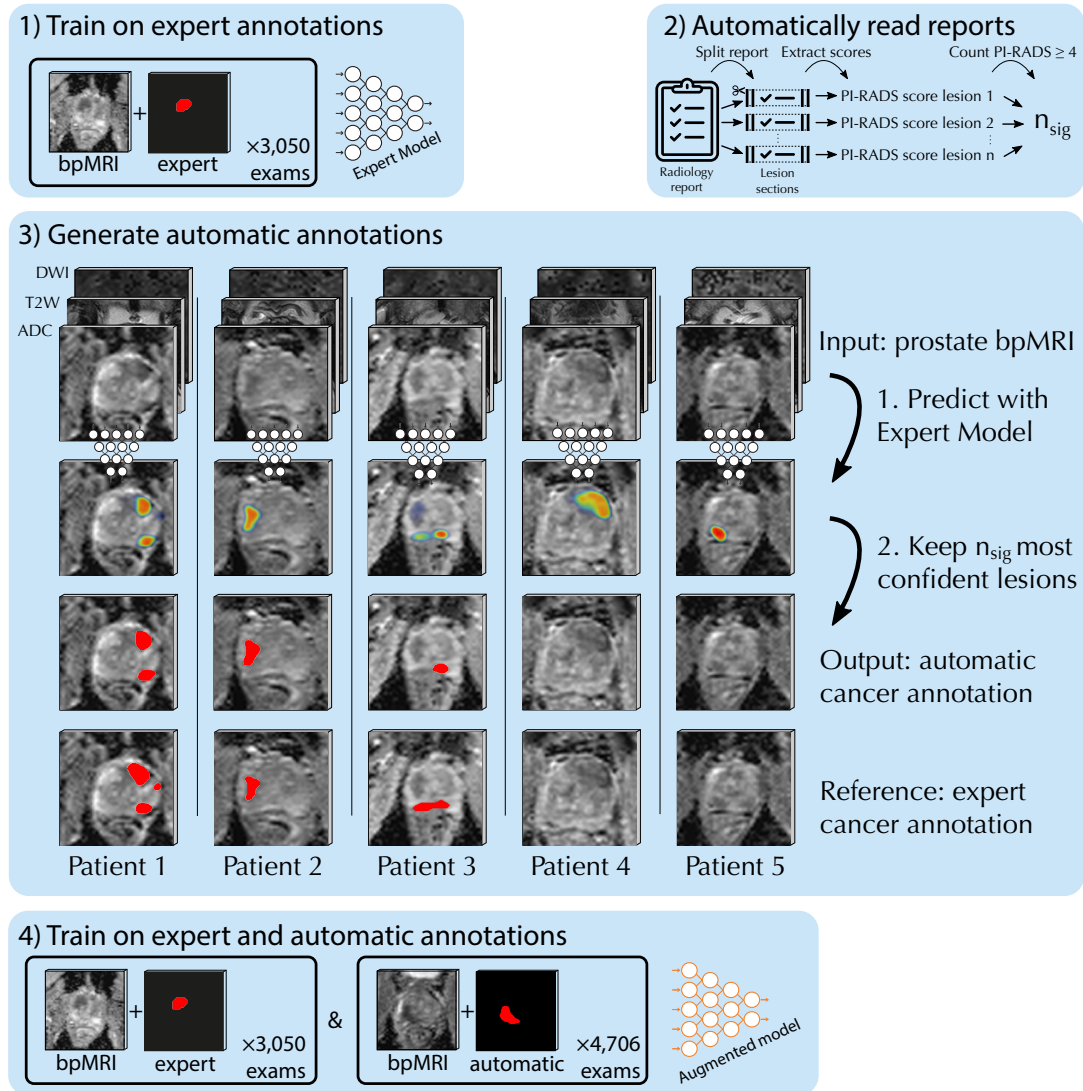 1) Train on expert annotations
+
bpMRI
expert
×3,050
exams
Expert Model
2) Automatically read reports
Split report
Extract scores
Count PI-RADS ≥ 4
PI-RADS score lesion 1
PI-RADS score lesion 2
PI-RADS score lesion n
n_sig
Radiology
report
Lesion
sections
3) Generate automatic annotations
DWI
T2W
ADC
Input: prostate bpMRI
1. Predict with
Expert Model
2. Keep n_sig most
confident lesions
Output: automatic
cancer annotation
Reference: expert
cancer annotation
Patient 1
Patient 2
Patient 3
Patient 4
Patient 5
4) Train on expert and automatic annotations
+
bpMRI
expert
×3,050
exams
&
+
bpMRI
automatic
×4,706
exams
Augmented model